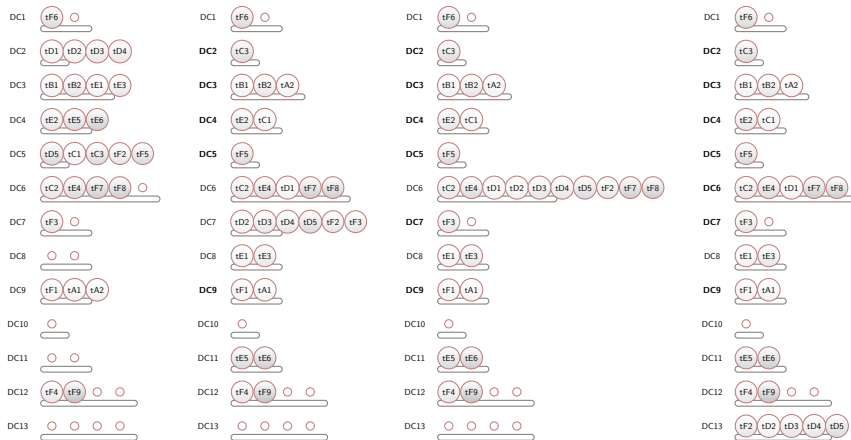 DC1 tF6 DC1 tF6 DC1 tF6 DC1 tF6
DC2 tD1 tD2 tD3 tD4 DC2 tC3 DC2 tC3 DC2 tC3
DC3 tB1 tB2 tE1 tE3 DC3 tB1 tB2 tA2 DC3 tB1 tB2 tA2 DC3 tB1 tB2 tA2
DC4 tE2 tE5 tE6 DC4 tE2 tC1 DC4 tE2 tC1 DC4 tE2 tC1
DC5 tD5 tC1 tC3 tF2 tF5 DC5 tF5 DC5 tF5 DC5 tF5
DC6 tC2 tE4 tF7 tF8 DC6 tC2 tE4 tD1 tF7 tF8 DC6 tC2 tE4 tD1 tD2 tD3 tD4 tD5 tF2 tF7 tF8 DC6 tC2 tE4 tD1 tF7 tF8
DC7 tF3 DC7 tD2 tD3 tD4 tD5 tF2 tF3 DC7 tF3 DC7 tF3
DC8 DC8 tE1 tE3 DC8 tE1 tE3 DC8 tE1 tE3
DC9 tF1 tA1 tA2 DC9 tF1 tA1 DC9 tF1 tA1 DC9 tF1 tA1
DC10 DC10 DC10 DC10
DC11 DC11 tE5 tE6 DC11 tE5 tE6 DC11 tE5 tE6
DC12 tF4 tF9 DC12 tF4 tF9 DC12 tF4 tF9 DC12 tF4 tF9
DC13 DC13 DC13 DC13 tF2 tD2 tD3 tD4 tD5